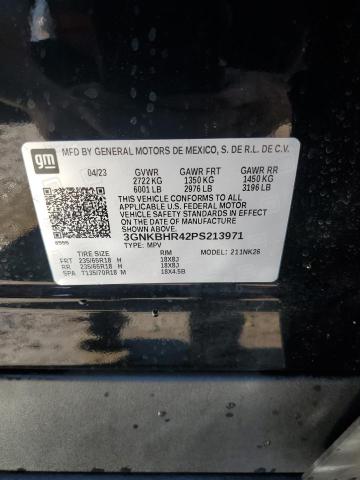 gm
MFD BY GENERAL MOTORS DE MEXICO, S. DE R.L. DE C.V.
04/23 GVWR GAWR FRT GAWR RR
2722 KG 1350 KG 1450 KG
6001 LB 2976 LB 3196 LB
THIS VEHICLE CONFORMS TO ALL APPLICABLE
U.S. FEDERAL MOTOR VEHICLE SAFETY AND
THEFT PREVENTION STANDARDS IN EFFECT ON
THE DATE OF MANUFACTURE SHOWN ABOVE.
3GNKBHR42PS213971
TYPE: MPV
TIRE SIZE RIM MODEL: 211NK26
FRT 235/65R18 H 18X8J
RR 235/65R18 H 18X8J
SPA T135/70R18 M 18X4.5B